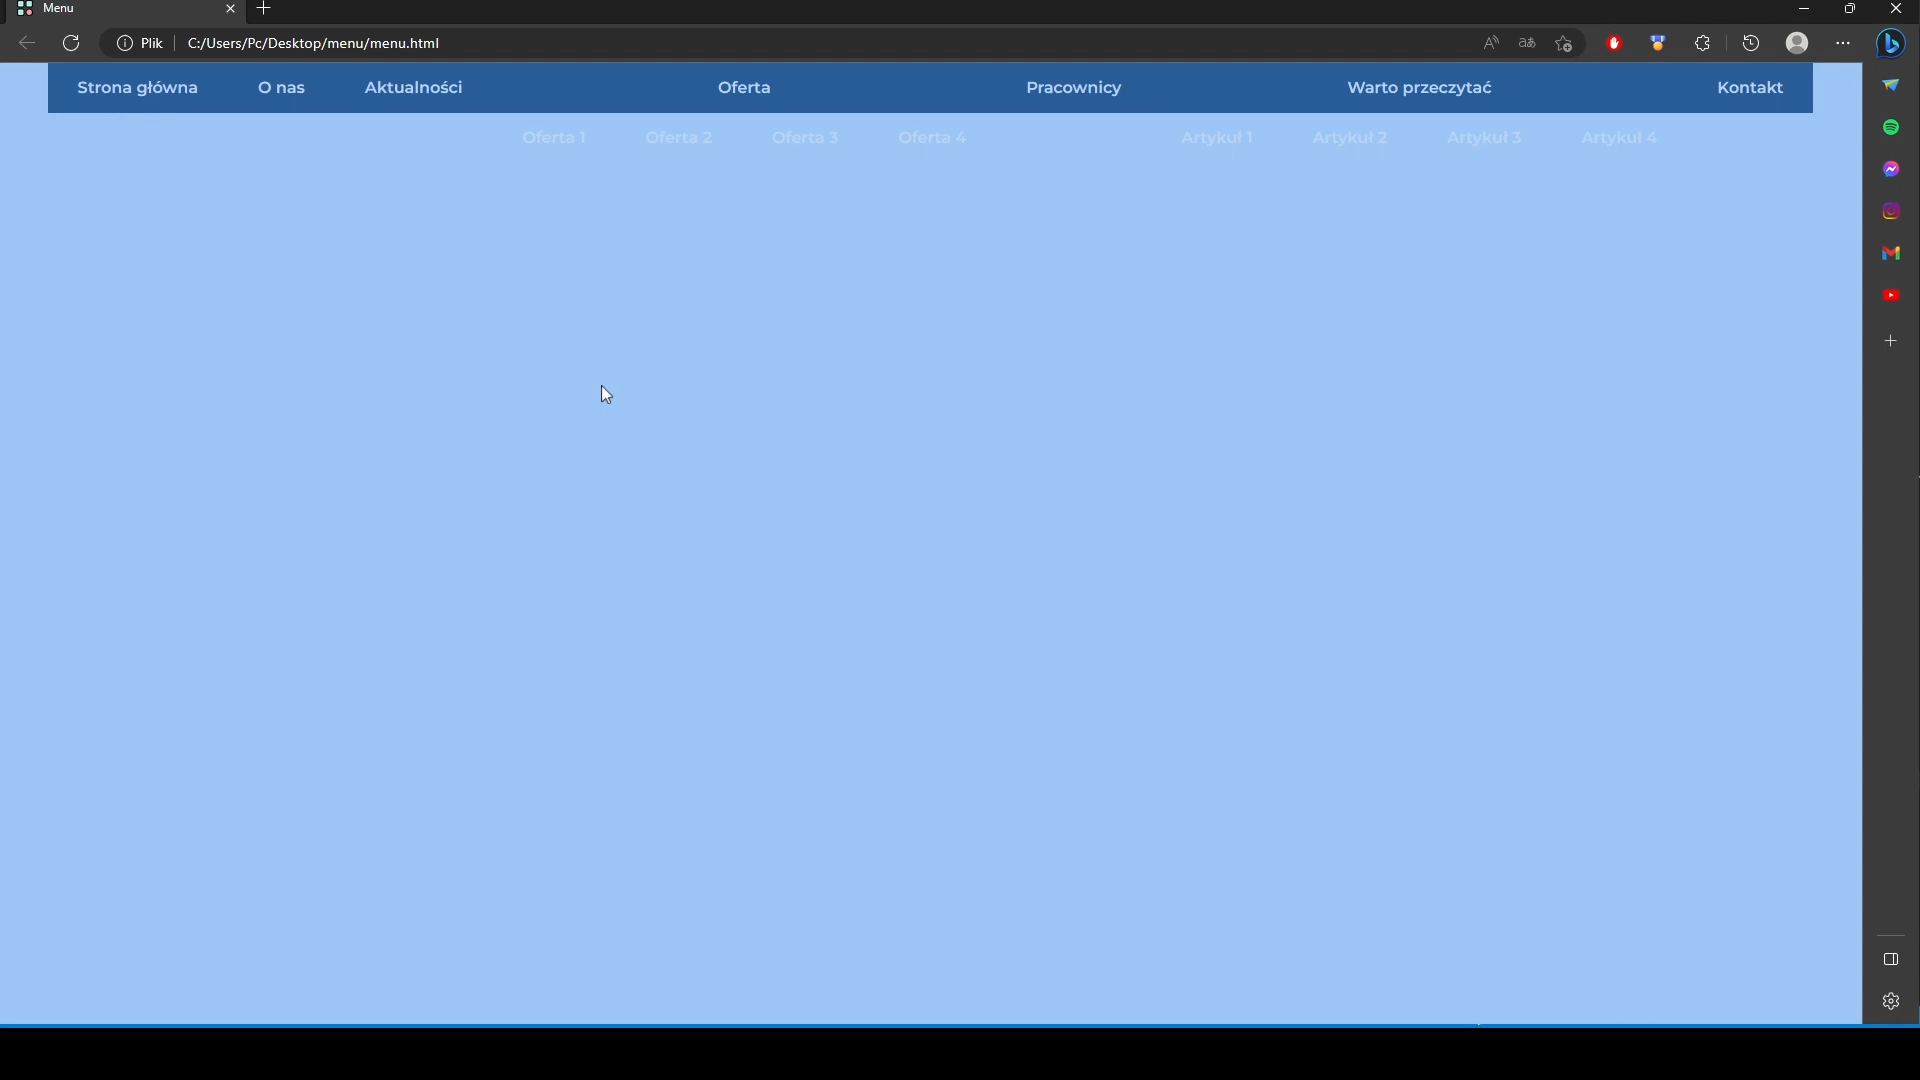 Menu
Plik C:/Users/Pc/Desktop/menu/menu.html
Strona główna O nas Aktualności Oferta Pracownicy Warto przeczytać Kontakt
Oferta 1 Oferta 2 Oferta 3 Oferta 4 Artykuł 1 Artykuł 2 Artykuł 3 Artykuł 4